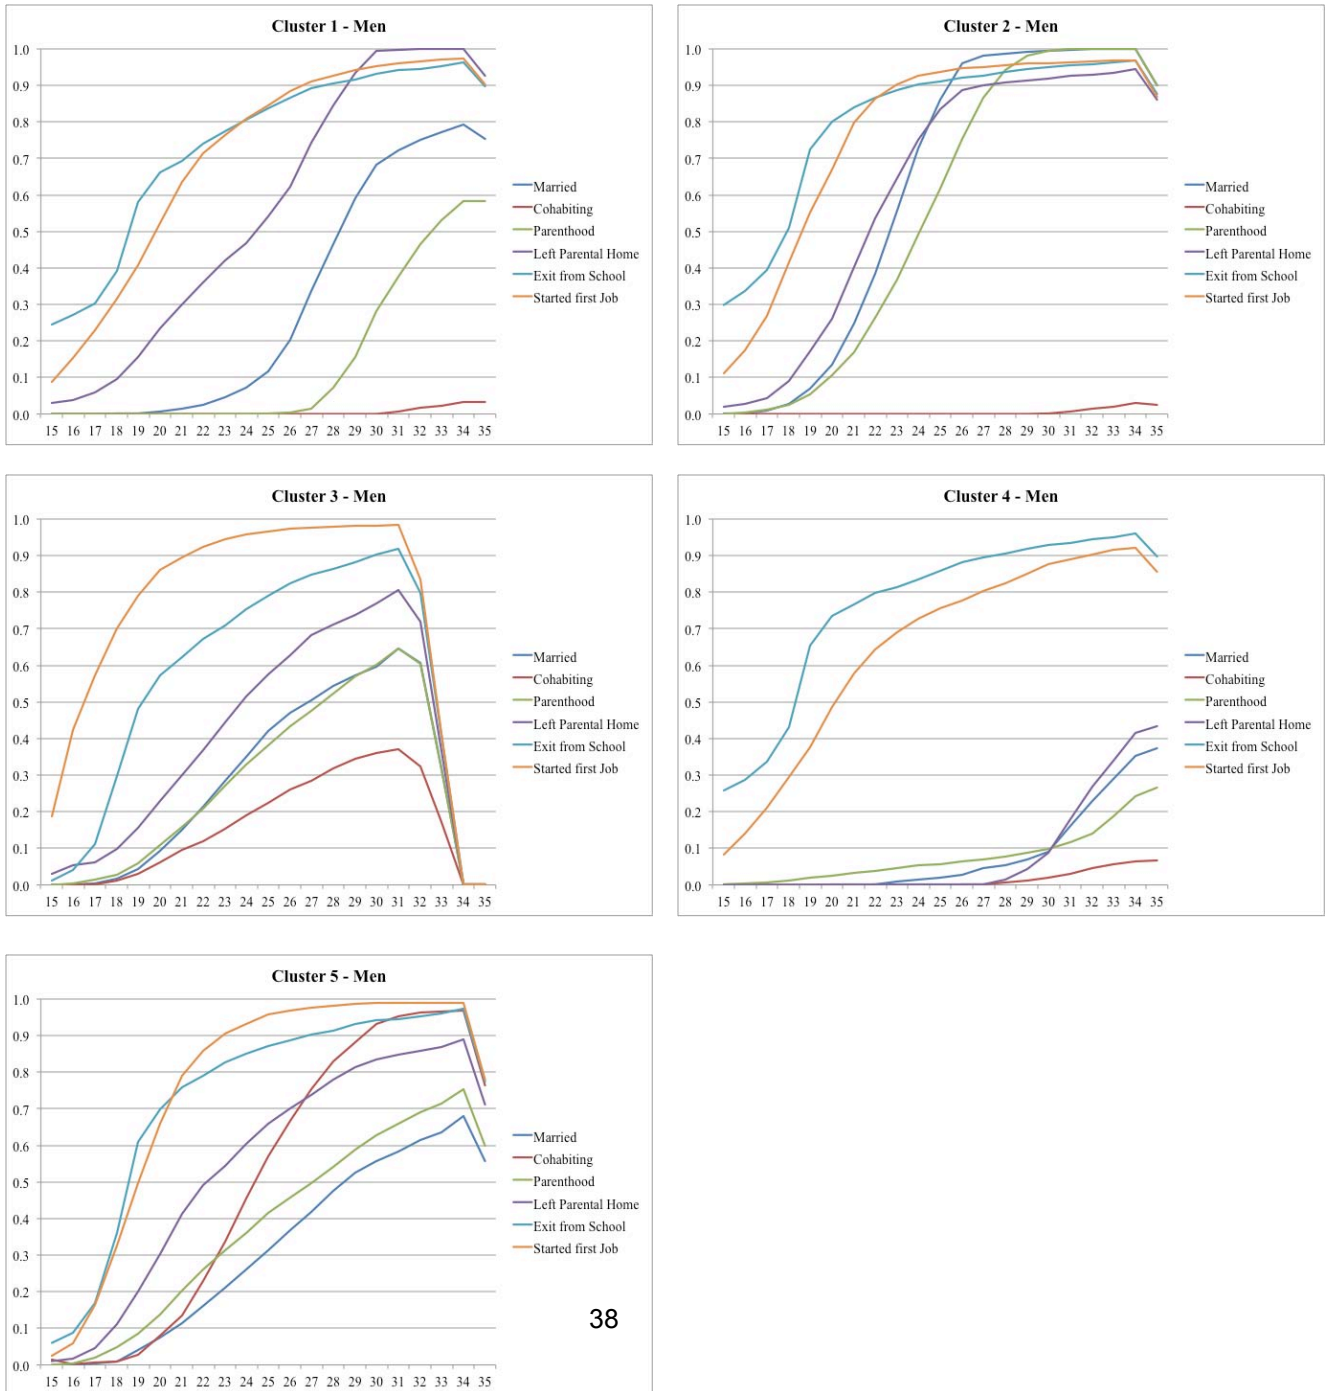 Cluster 1 - Men
1.0
0.9
0.8
0.7
0.6
0.5
0.4
0.3
0.2
0.1
0.0
15 16 17 18 19 20 21 22 23 24 25 26 27 28 29 30 31 32 33 34 35
Married
Cohabiting
Parenthood
Left Parental Home
Exit from School
Started first Job
Cluster 2 - Men
1.0
0.9
0.8
0.7
0.6
0.5
0.4
0.3
0.2
0.1
0.0
15 16 17 18 19 20 21 22 23 24 25 26 27 28 29 30 31 32 33 34 35
Married
Cohabiting
Parenthood
Left Parental Home
Exit from School
Started first Job
Cluster 3 - Men
1.0
0.9
0.8
0.7
0.6
0.5
0.4
0.3
0.2
0.1
0.0
15 16 17 18 19 20 21 22 23 24 25 26 27 28 29 30 31 32 33 34 35
Married
Cohabiting
Parenthood
Left Parental Home
Exit from School
Started first Job
Cluster 4 - Men
1.0
0.9
0.8
0.7
0.6
0.5
0.4
0.3
0.2
0.1
0.0
15 16 17 18 19 20 21 22 23 24 25 26 27 28 29 30 31 32 33 34 35
Married
Cohabiting
Parenthood
Left Parental Home
Exit from School
Started first Job
Cluster 5 - Men
1.0
0.9
0.8
0.7
0.6
0.5
0.4
0.3
0.2
0.1
0.0
15 16 17 18 19 20 21 22 23 24 25 26 27 28 29 30 31 32 33 34 35
Married
Cohabiting
Parenthood
Left Parental Home
Exit from School
Started first Job
38